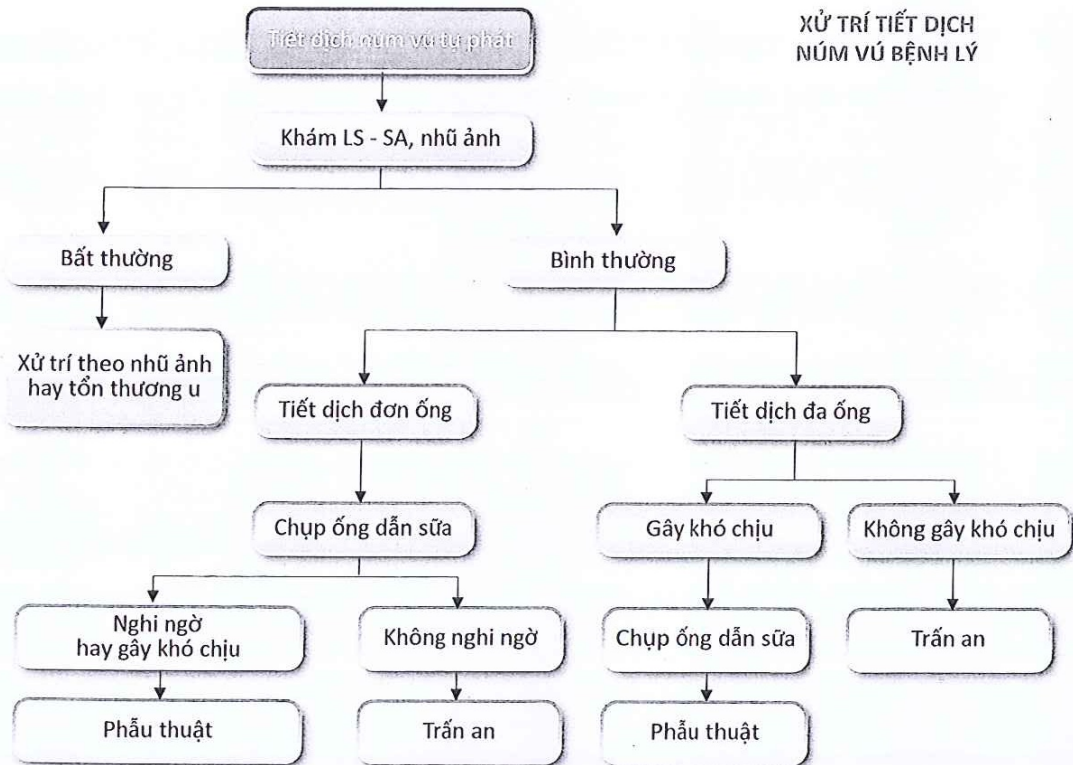 XỬ TRÍ TIẾT DỊCH
NÚM VÚ BỆNH LÝ
Tiết dịch núm vú tự phát
Khám LS - SA, nhũ ảnh
Bất thường
Bình thường
Xử trí theo nhũ ảnh
hay tổn thương u
Tiết dịch đơn ống
Tiết dịch đa ống
Chụp ống dẫn sữa
Gây khó chịu
Không gây khó chịu
Nghi ngờ
hay gây khó chịu
Không nghi ngờ
Chụp ống dẫn sữa
Trấn an
Phẫu thuật
Trấn an
Phẫu thuật